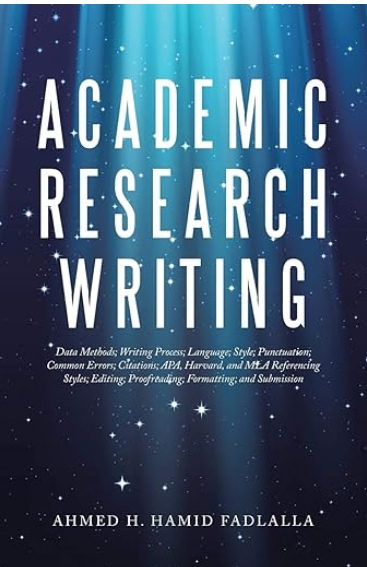 ACADEMIC
RESEARCH
WRITING
Data Methods; Writing Process; Language; Style; Punctuation;
Common Errors; Citations; APA, Harvard, and MLA Referencing
Styles; Editing; Proofreading; Formatting; and Submission
AHMED H. HAMID FADLALLA